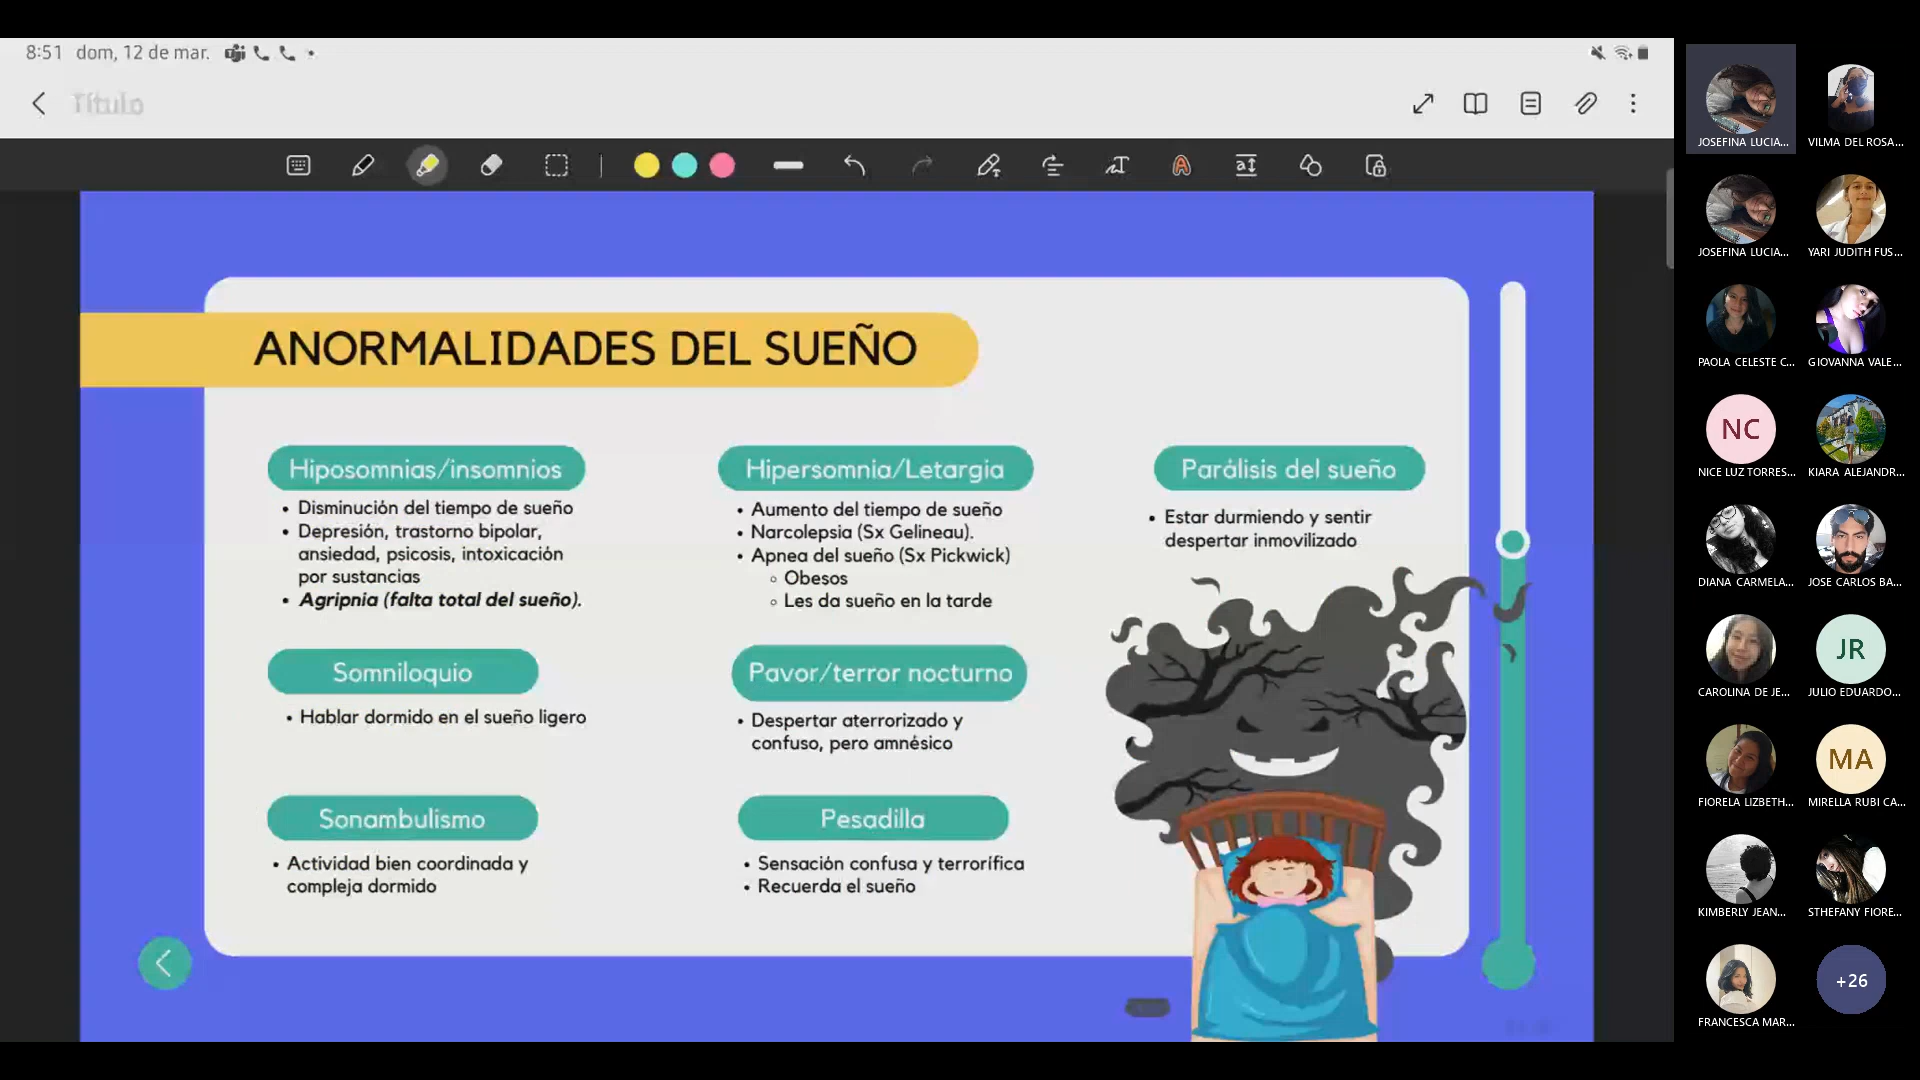 8:51 dom, 12 de mar.
Título
ANORMALIDADES DEL SUEÑO
Hiposomnias/insomnios
• Disminución del tiempo de sueño
• Depresión, trastorno bipolar,
ansiedad, psicosis, intoxicación
por sustancias
• Agripnia (falta total del sueño).
Somniloquio
• Hablar dormido en el sueño ligero
Sonambulismo
• Actividad bien coordinada y
compleja dormido
Hipersomnia/Letargia
• Aumento del tiempo de sueño
• Narcolepsia (Sx Gelineau).
• Apnea del sueño (Sx Pickwick)
◦ Obesos
◦ Les da sueño en la tarde
Pavor/terror nocturno
• Despertar aterrorizado y
confuso, pero amnésico
Pesadilla
• Sensación confusa y terrorífica
• Recuerda el sueño
Parálisis del sueño
• Estar durmiendo y sentir
despertar inmovilizado
JOSEFINA LUCIA...
VILMA DEL ROSA...
JOSEFINA LUCIA...
YARI JUDITH FUS...
PAOLA CELESTE C...
GIOVANNA VALE...
NC
NICE LUZ TORRES...
KIARA ALEJANDR...
DIANA CARMELA...
JOSE CARLOS BA...
CAROLINA DE JE...
JR
JULIO EDUARDO...
FIORELA LIZBETH...
MA
MIRELLA RUBI CA...
KIMBERLY JEAN...
STHEFANY FIORE...
FRANCESCA MAR...
+26